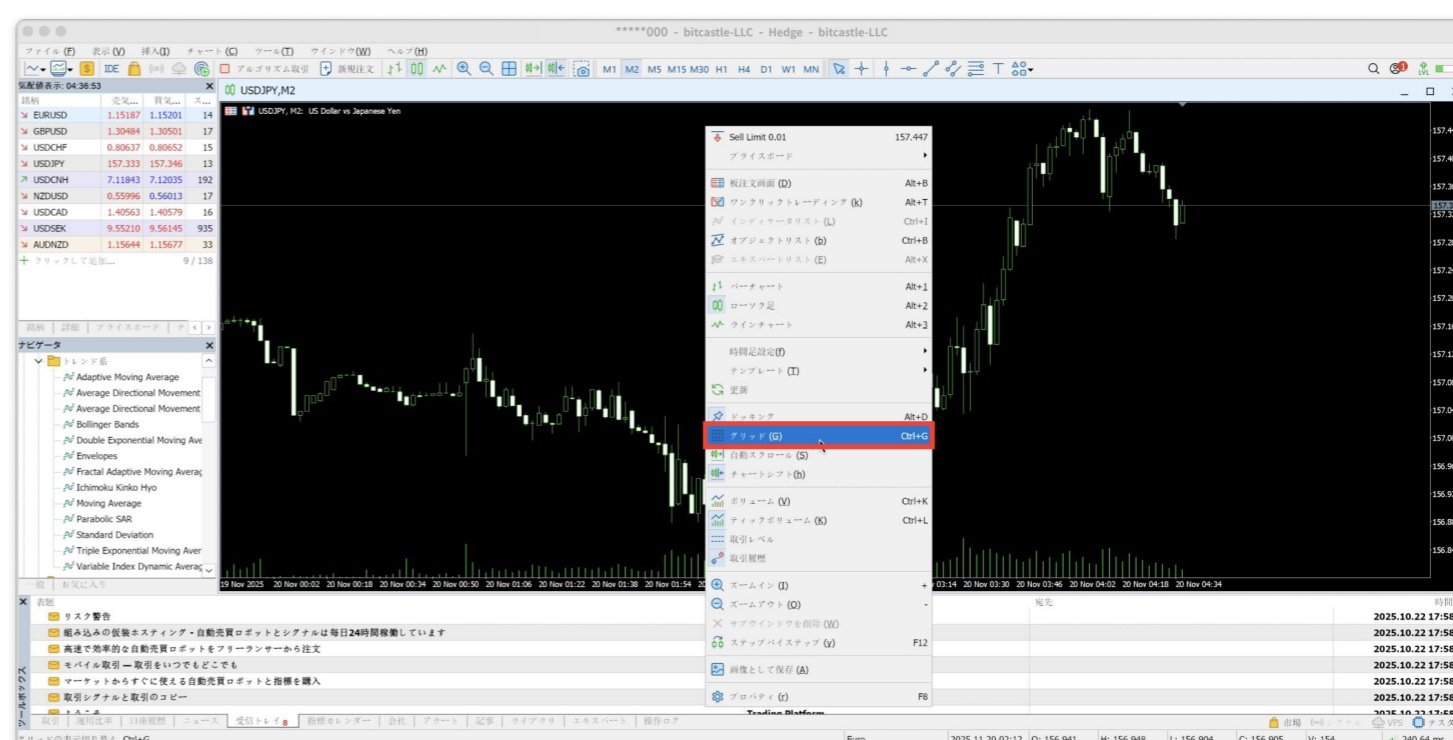 *****000 - bitcastle-LLC - Hedge - bitcastle-LLC
ファイル(F) 表示(V) 挿入(I) チャート(C) ツール(T) ウインドウ(W) ヘルプ(H)
IDE アルゴリズム取引 新規注文 M1 M2 M5 M15 M30 H1 H4 D1 W1 MN LVL
気配値表示: 04:36:53
銘柄 売気... 買気... ス...
EURUSD 1.15187 1.15201 14
GBPUSD 1.30484 1.30501 17
USDCHF 0.80637 0.80652 15
USDJPY 157.333 157.346 13
USDCNH 7.11843 7.12035 192
NZDUSD 0.55996 0.56013 17
USDCAD 1.40563 1.40579 16
USDSEK 9.55210 9.56145 935
AUDNZD 1.15644 1.15677 33
クリックして追加... 9 / 138
銘柄 詳細 プライスボード
ナビゲータ
トレンド系
Adaptive Moving Average
Average Directional Movement
Average Directional Movement
Bollinger Bands
Double Exponential Moving Ave
Envelopes
Fractal Adaptive Moving Averag
Ichimoku Kinko Hyo
Moving Average
Parabolic SAR
Standard Deviation
Triple Exponential Moving Aver
Variable Index Dynamic Averag
一般 お気に入り
USDJPY,M2
USDJPY, M2: US Dollar vs Japanese Yen
Sell Limit 0.01 157.447
プライスボード
板注文画面 (D) Alt+B
ワンクリックトレーディング (k) Alt+T
インディケータリスト (L) Ctrl+I
オブジェクトリスト (b) Ctrl+B
エキスパートリスト (E) Alt+X
バーチャート Alt+1
ローソク足 Alt+2
ラインチャート Alt+3
時間足設定(f)
テンプレート (T)
更新
ドッキング Alt+D
グリッド (G) Ctrl+G
自動スクロール (S)
チャートシフト(h)
ボリューム (V) Ctrl+K
ティックボリューム (K) Ctrl+L
取引レベル
取引履歴
ズームイン (I) +
ズームアウト (O) -
サブウインドウを削除 (W)
ステップバイステップ (y) F12
画像として保存 (A)
プロパティ (r) F8
19 Nov 2025 20 Nov 00:02 20 Nov 00:18 20 Nov 00:34 20 Nov 00:50 20 Nov 01:06 20 Nov 01:22 20 Nov 01:38 20 Nov 01:54 03:14 20 Nov 03:30 20 Nov 03:46 20 Nov 04:02 20 Nov 04:18 20 Nov 04:34
表題 宛先 時間
リスク警告 2025.10.22 17:58
組み込みの仮装ホスティング - 自動売買ロボットとシグナルは毎日24時間稼働しています 2025.10.22 17:58
高速で効率的な自動売買ロボットをフリーランサーから注文 2025.10.22 17:58
モバイル取引 — 取引をいつでもどこでも 2025.10.22 17:58
マーケットからすぐに使える自動売買ロボットと指標を購入 2025.10.22 17:58
取引シグナルと取引のコピー 2025.10.22 17:58
ようこそ Trading Platform 2025.10.22 17:58
ツールボックス
取引 運用比率 口座履歴 ニュース 受信トレイ8 指標カレンダー 会社 アラート 記事 ライブラリ エキスパート 操作ログ 市場 シグナル VPS テスタ
グリッドの表示切り替え, Ctrl+G Euro 2025.11.20 02:12 O: 156.941 H: 156.948 L: 156.904 C: 156.905 V: 154 240.64 ms